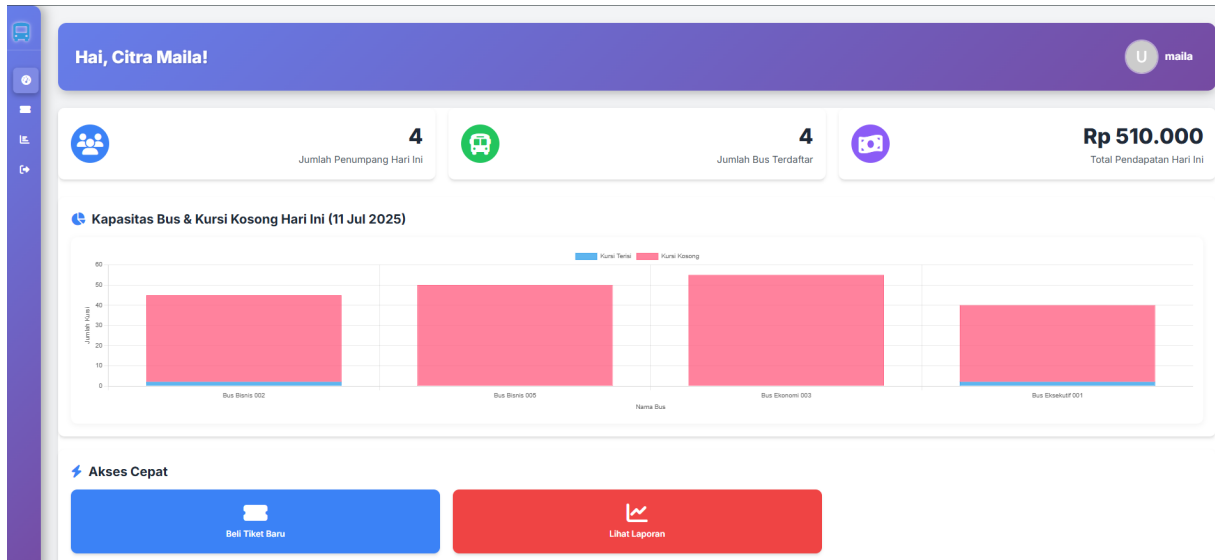 Hai, Citra Maila!
U
maila
4
Jumlah Penumpang Hari Ini
4
Jumlah Bus Terdaftar
Rp 510.000
Total Pendapatan Hari Ini
Kapasitas Bus & Kursi Kosong Hari Ini (11 Jul 2025)
Kursi Terisi
Kursi Kosong
60
50
40
30
20
10
0
Jumlah Kursi
Bus Bisnis 002
Bus Bisnis 005
Bus Ekonomi 003
Bus Eksekutif 001
Nama Bus
Akses Cepat
Beli Tiket Baru
Lihat Laporan